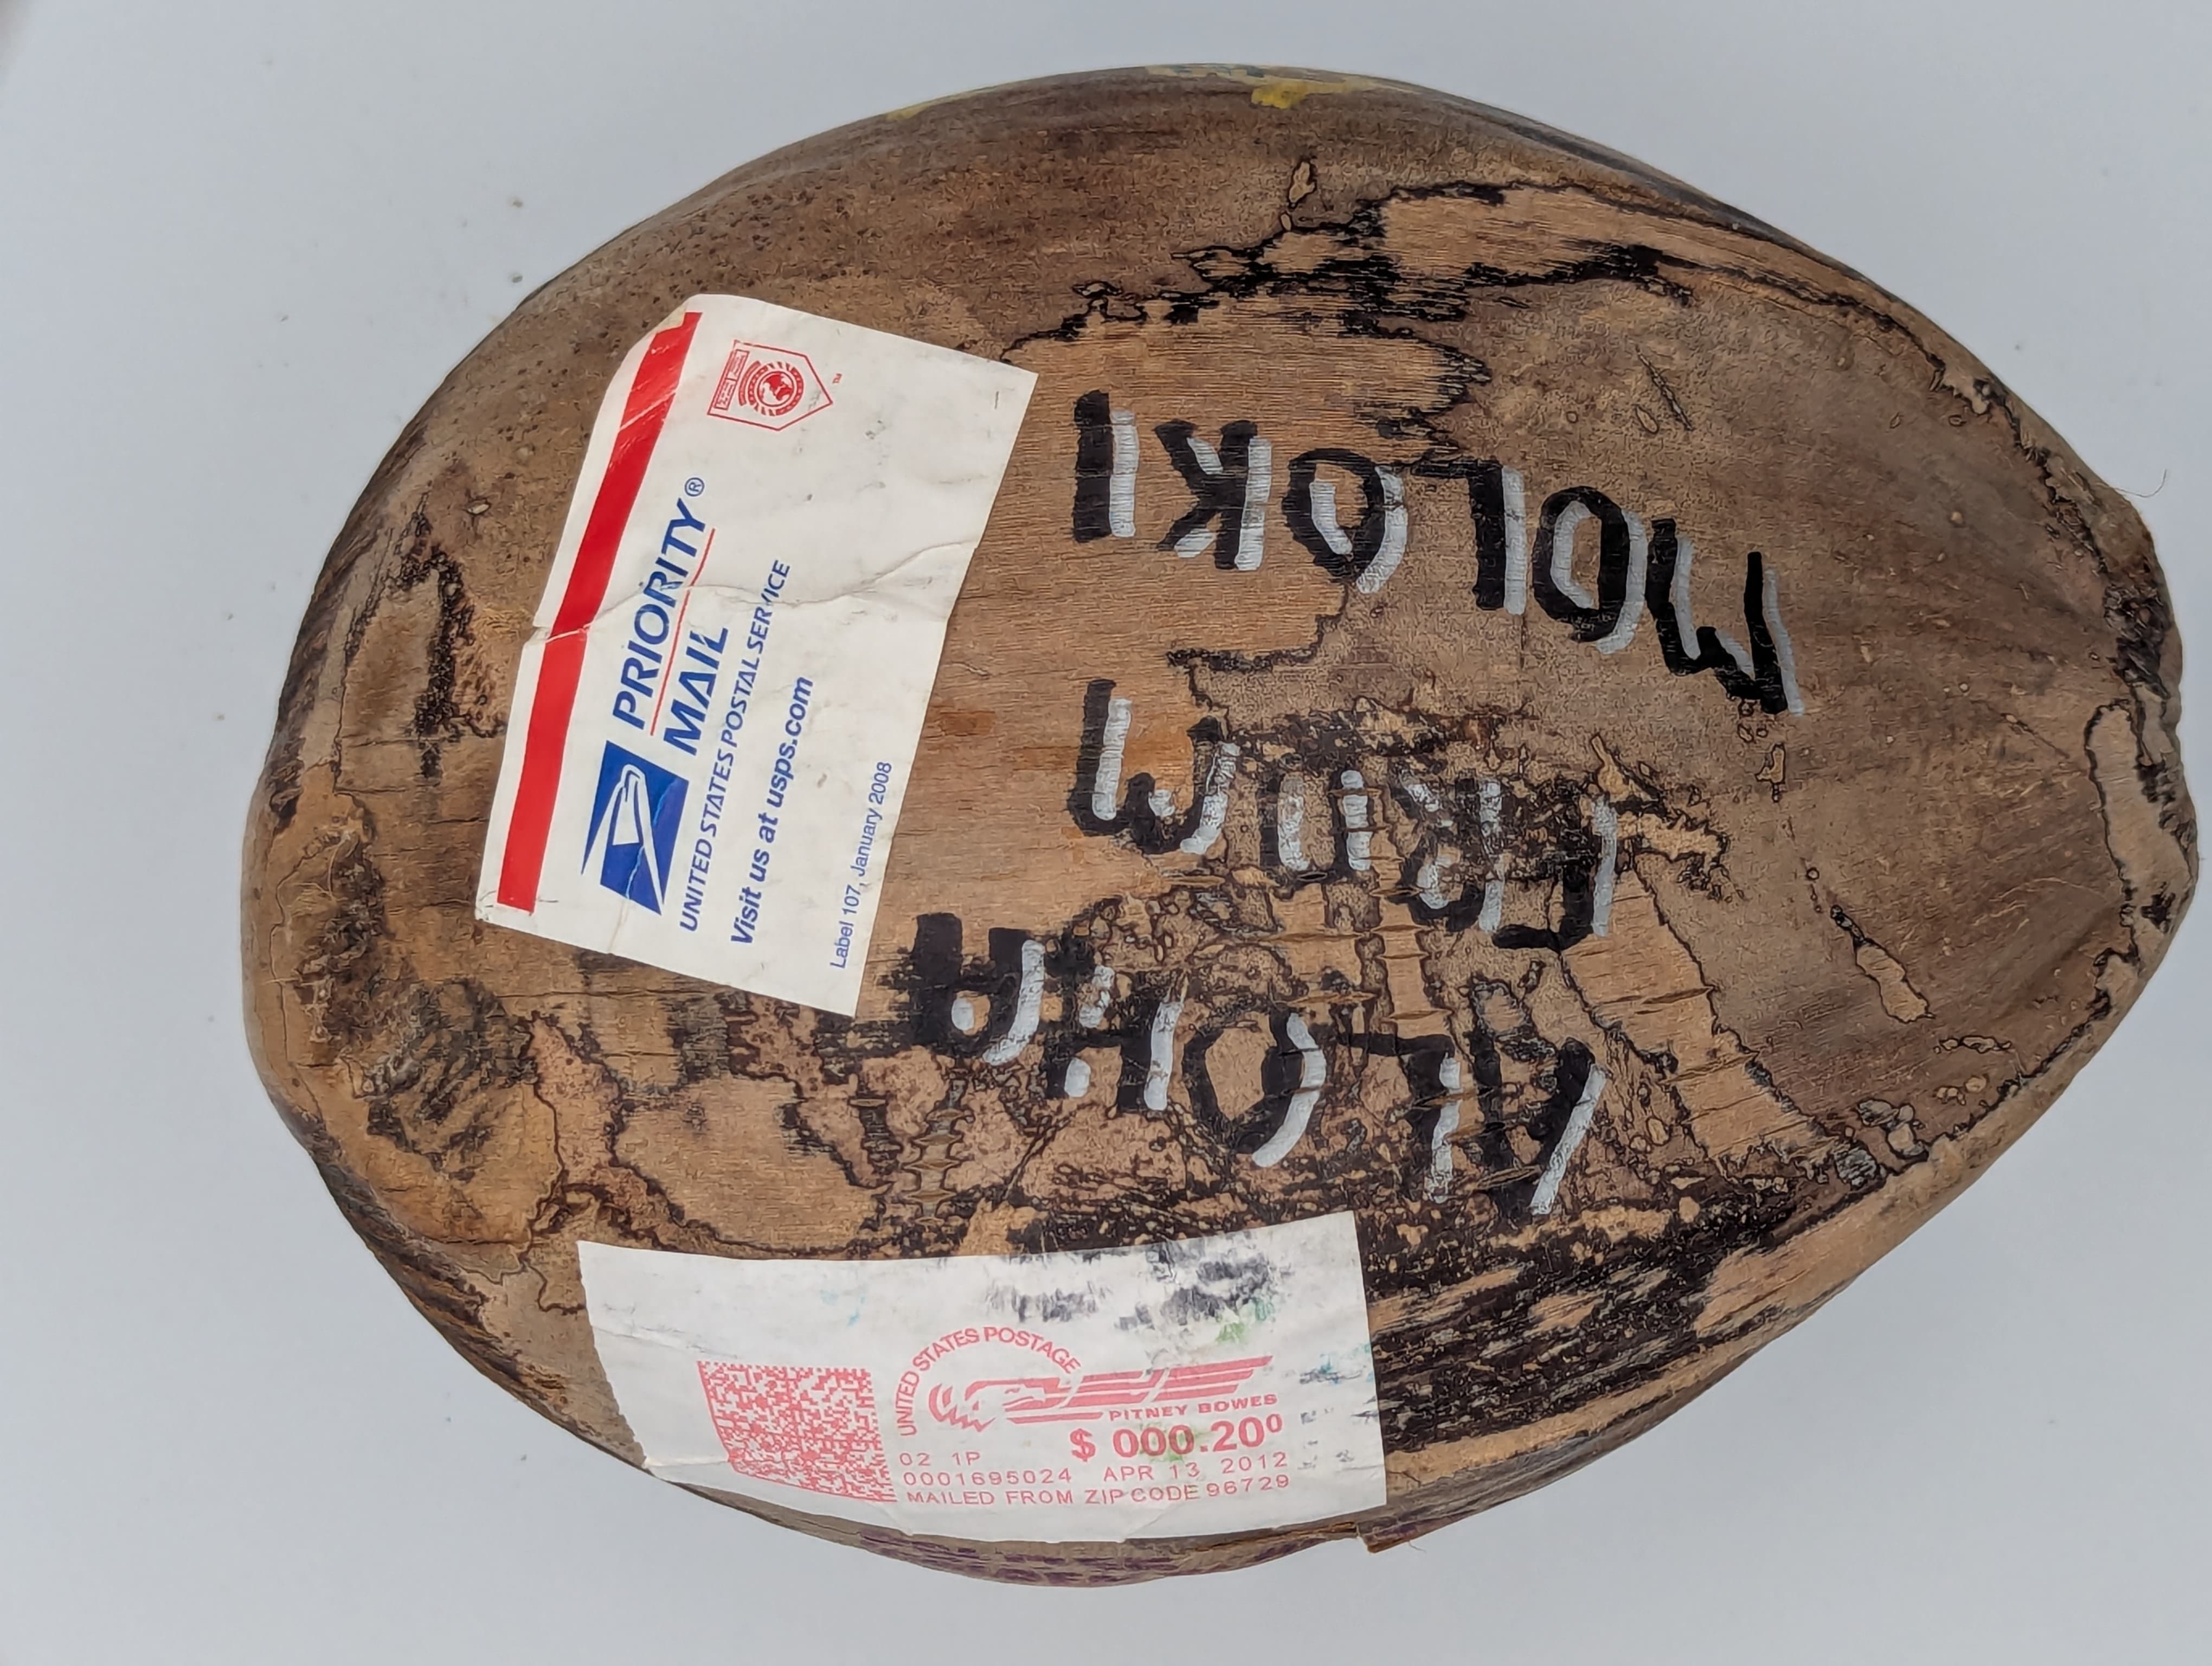 ALOHA
FROM
MOLOKI
PRIORITY®
MAIL
UNITED STATES POSTAL SERVICE
Visit us at usps.com
Label 107, January 2008
UNITED STATES POSTAGE
PITNEY BOWES
$ 000.20⁰
02 1P
0001695024 APR 13 2012
MAILED FROM ZIP CODE 96729